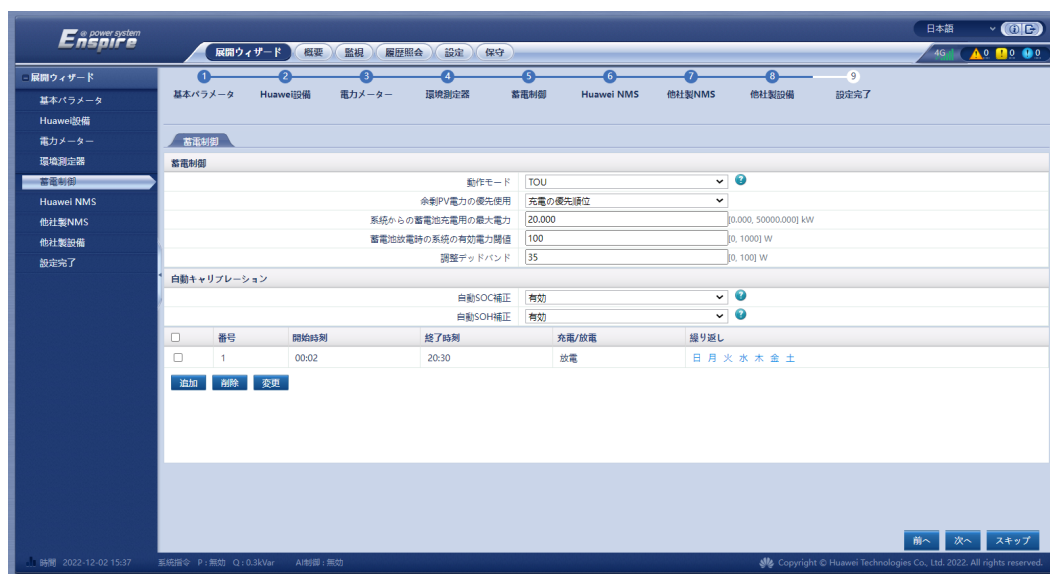 e power system
Enspire
日本語
展開ウィザード 概要 監視 履歴照会 設定 保守
4G 0 0 0
展開ウィザード
基本パラメータ
Huawei設備
電力メーター
環境測定器
蓄電制御
Huawei NMS
他社製NMS
他社製設備
設定完了
1 2 3 4 5 6 7 8 9
基本パラメータ Huawei設備 電力メーター 環境測定器 蓄電制御 Huawei NMS 他社製NMS 他社製設備 設定完了
蓄電制御
蓄電制御
動作モード TOU
余剰PV電力の優先使用 充電の優先順位
系統からの蓄電池充電用の最大電力 20.000 [0.000, 50000.000] kW
蓄電池放電時の系統の有効電力閾値 100 [0, 1000] W
調整デッドバンド 35 [0, 100] W
自動キャリブレーション
自動SOC補正 有効
自動SOH補正 有効
番号 開始時刻 終了時刻 充電/放電 繰り返し
1 00:02 20:30 放電 日 月 火 水 木 金 土
追加 削除 変更
前へ 次へ スキップ
時間 2022-12-02 15:37 系統指令 P : 無効 Q : 0.3kVar AI制御 : 無効 Copyright © Huawei Technologies Co., Ltd. 2022. All rights reserved.